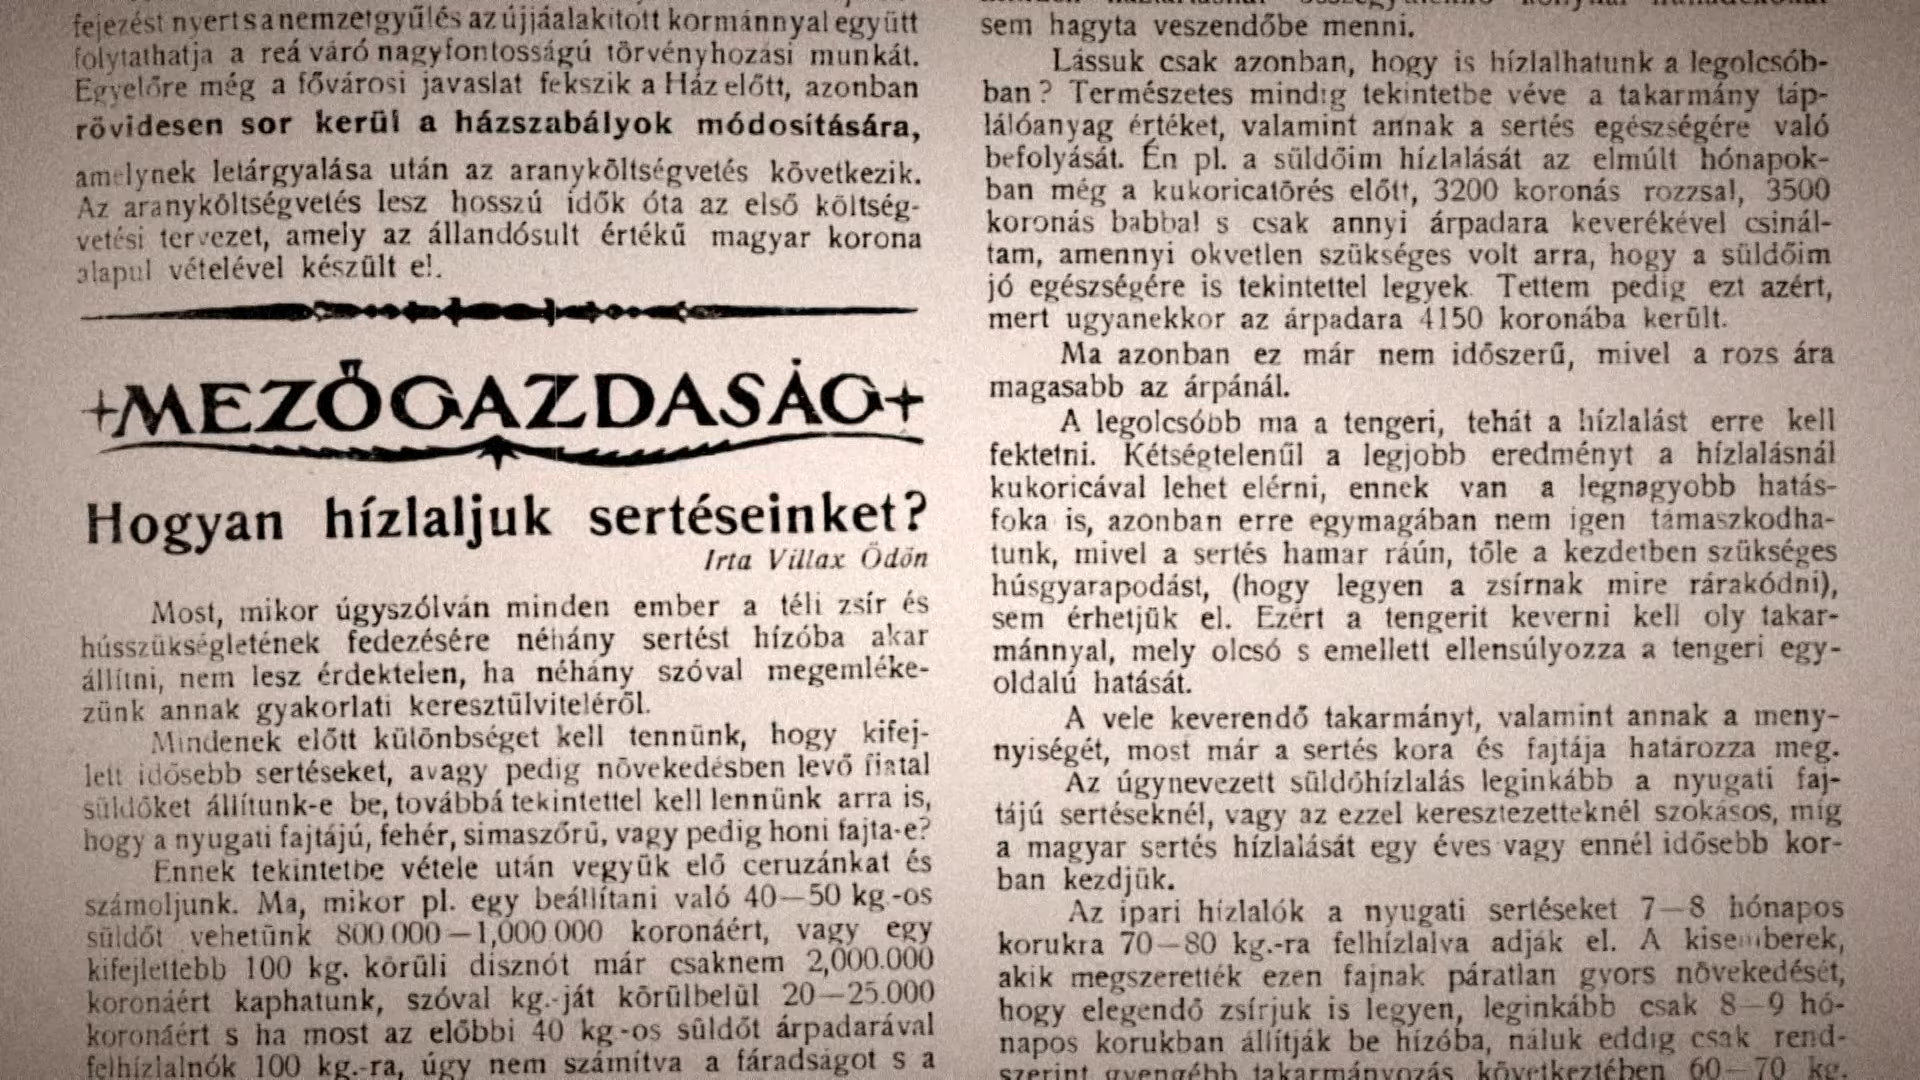 fejezést nyert s a nemzetgyűlés az újjáalakított kormánnyal együtt
folytathatja a reá váró nagyfontosságú törvényhozási munkát.
Egyelőre még a fővárosi javaslat fekszik a Ház előtt, azonban
rövidesen sor kerül a házszabályok módosítására,
amelynek letárgyalása után az aranyköltségvetés következik.
Az aranyköltségvetés lesz hosszú idők óta az első költség-
vetési tervezet, amely az állandósult értékű magyar korona
alapul vételével készült el.
MEZŐGAZDASÁG
Hogyan hízlaljuk sertéseinket?
Irta Villax Ödön
Most, mikor úgyszólván minden ember a téli zsír és
hússzükségletének fedezésére néhány sertést hízóba akar
állítni, nem lesz érdektelen, ha néhány szóval megemléke-
zünk annak gyakorlati keresztülviteléről.
Mindenek előtt különbséget kell tennünk, hogy kifej-
lett idősebb sertéseket, avagy pedig növekedésben levő fiatal
süldőket állítunk-e be, továbbá tekintettel kell lennünk arra is,
hogy a nyugati fajtájú, fehér, simaszőrű, vagy pedig honi fajta-e?
Ennek tekintetbe vétele után vegyük elő ceruzánkat és
számoljunk. Ma, mikor pl. egy beállítani való 40—50 kg.-os
süldőt vehetünk 800.000—1,000.000 koronáért, vagy egy
kifejlettebb 100 kg. körüli disznót már csaknem 2,000.000
koronáért kaphatunk, szóval kg.-ját körülbelül 20—25.000
koronáért s ha most az előbbi 40 kg.-os süldőt árpadarával
felhízlalnók 100 kg.-ra, úgy nem számítva a fáradságot s a
sem hagyta veszendőbe menni.
Lássuk csak azonban, hogy is hízlalhatunk a legolcsób-
ban? Természetes mindig tekintetbe véve a takarmány táp-
lálóanyag értéket, valamint annak a sertés egészségére való
befolyását. Én pl. a süldőim hízlalását az elmúlt hónapok-
ban még a kukoricatörés előtt, 3200 koronás rozzsal, 3500
koronás babbal s csak annyi árpadara keverékével csinál-
tam, amennyi okvetlen szükséges volt arra, hogy a süldőim
jó egészségére is tekintettel legyek. Tettem pedig ezt azért,
mert ugyanekkor az árpadara 4150 koronába került.
Ma azonban ez már nem időszerű, mivel a rozs ára
magasabb az árpánál.
A legolcsóbb ma a tengeri, tehát a hízlalást erre kell
fektetni. Kétségtelenűl a legjobb eredményt a hízlalásnál
kukoricával lehet elérni, ennek van a legnagyobb hatás-
foka is, azonban erre egymagában nem igen támaszkodha-
tunk, mivel a sertés hamar ráún, tőle a kezdetben szükséges
húsgyarapodást, (hogy legyen a zsírnak mire rárakódni),
sem érhetjük el. Ezért a tengerit keverni kell oly takar-
mánnyal, mely olcsó s emellett ellensúlyozza a tengeri egy-
oldalú hatását.
A vele keverendő takarmányt, valamint annak a meny-
nyiségét, most már a sertés kora és fajtája határozza meg.
Az úgynevezett süldőhízlalás leginkább a nyugati faj-
tájú sertéseknél, vagy az ezzel keresztezetteknél szokásos, míg
a magyar sertés hízlalását egy éves vagy ennél idősebb kor-
ban kezdjük.
Az ipari hízlalók a nyugati sertéseket 7—8 hónapos
korukra 70—80 kg.-ra felhízlalva adják el. A kisemberek,
akik megszerették ezen fajnak páratlan gyors növekedését,
hogy elegendő zsírjuk is legyen, leginkább csak 8—9 hó-
napos korukban állítják be hízóba, náluk eddig csak rend-
szerint gyengébb takarmányozás következtében 60—70 kg.